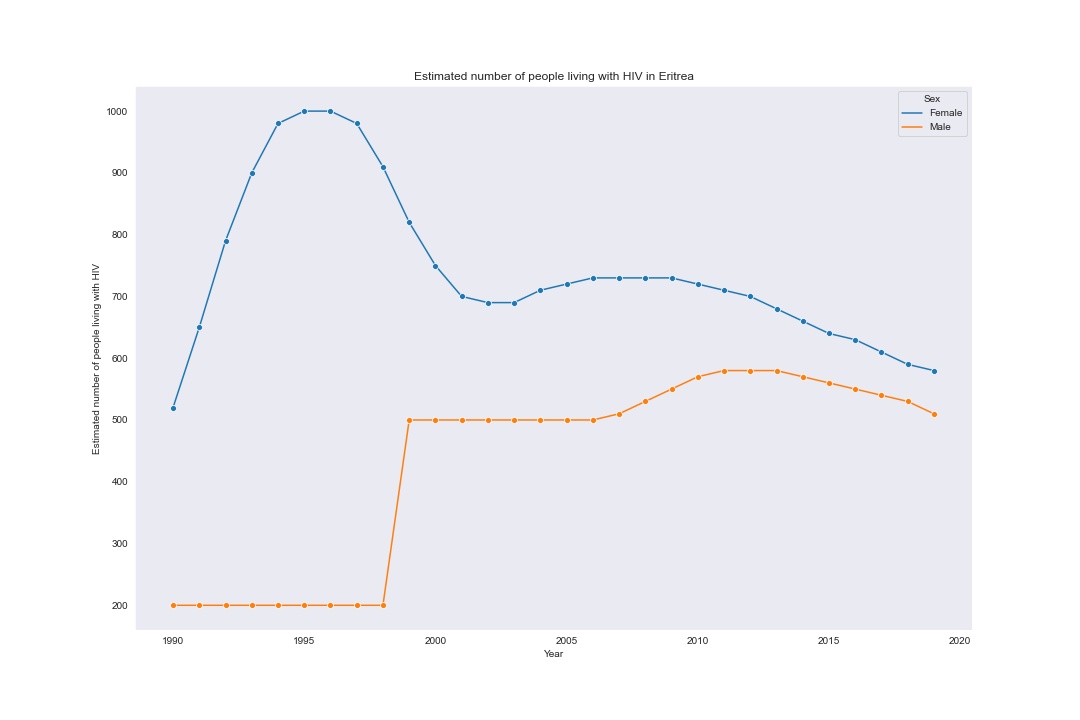 Estimated number of people living with HIV in Eritrea
Sex
Female
Male
Estimated number of people living with HIV
1000
900
800
700
600
500
400
300
200
1990 1995 2000 2005 2010 2015 2020
Year